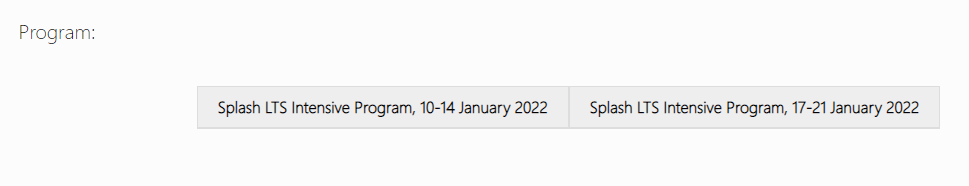 Program:
Splash LTS Intensive Program, 10-14 January 2022
Splash LTS Intensive Program, 17-21 January 2022